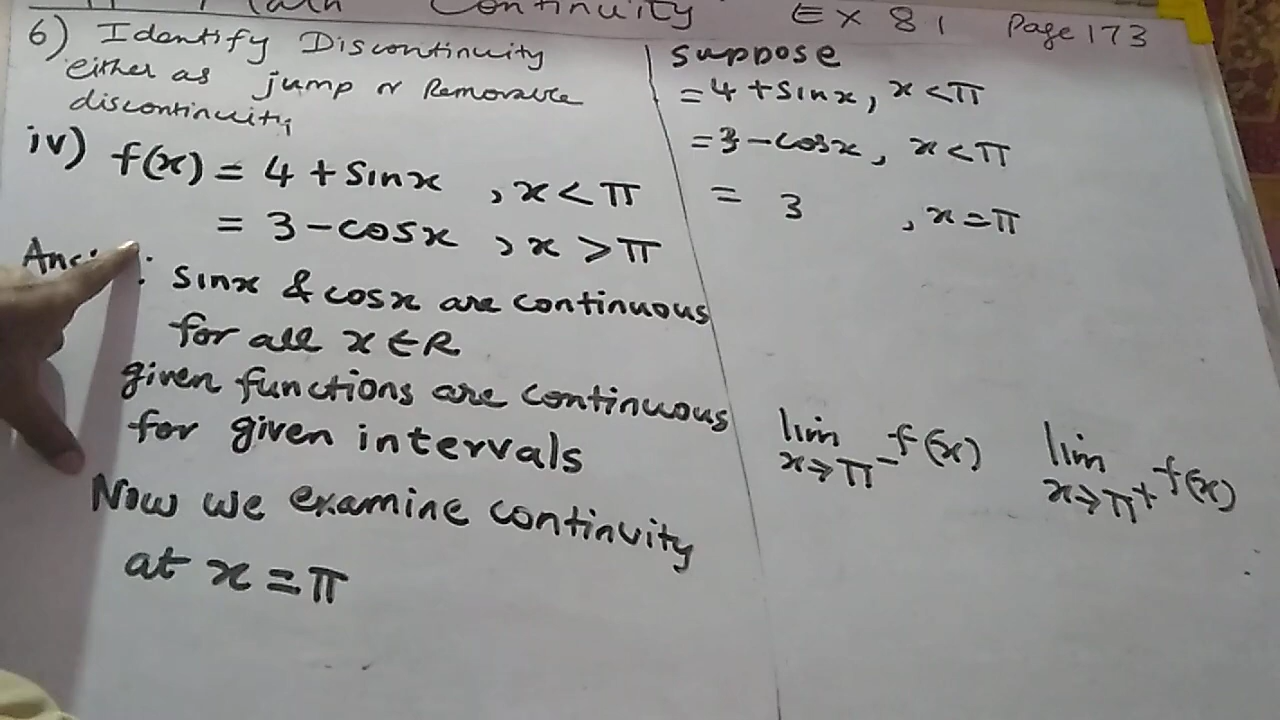 Math Continuity Ex 81 Page 173
6) Identify Discontinuity
either as jump or Removable
discontinuity
iv) f(x) = 4 + sinx , x < π
= 3 - cosx , x > π
: sinx & cosx are continuous
for all x ∈ R
given functions are continuous
for given intervals
Now we examine continuity
at x = π
suppose
= 4 + sinx, x < π
= 3 - cosx, x < π
= 3 , x = π
lim x→π⁻ f(x) lim x→π⁺ f(x)